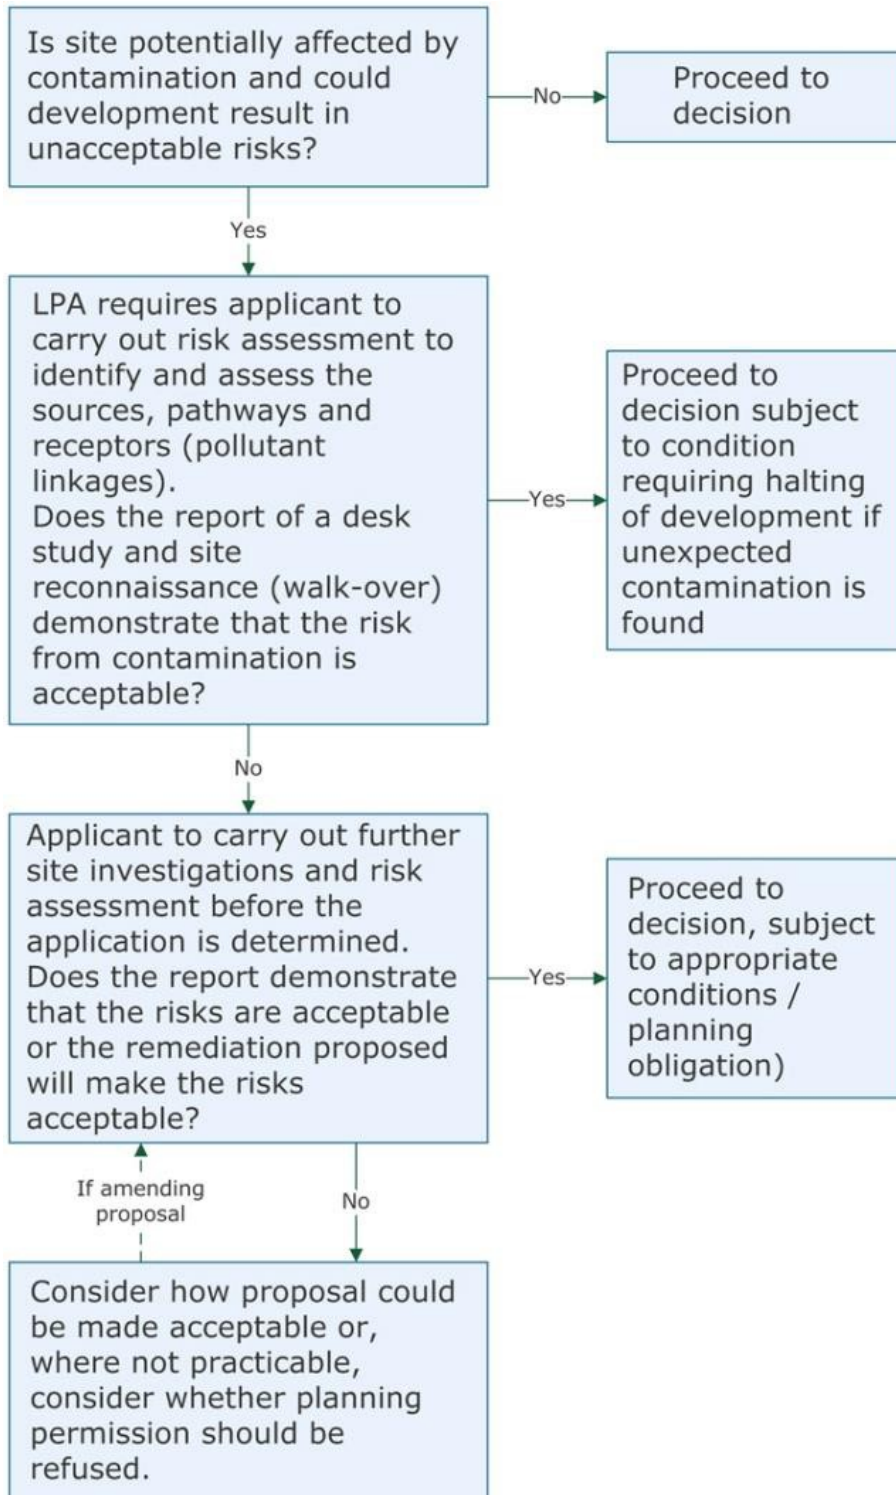 Is site potentially affected by
contamination and could
development result in
unacceptable risks?
No
Proceed to
decision
Yes
LPA requires applicant to
carry out risk assessment to
identify and assess the
sources, pathways and
receptors (pollutant
linkages).
Does the report of a desk
study and site
reconnaissance (walk-over)
demonstrate that the risk
from contamination is
acceptable?
Yes
Proceed to
decision subject
to condition
requiring halting
of development if
unexpected
contamination is
found
No
Applicant to carry out further
site investigations and risk
assessment before the
application is determined.
Does the report demonstrate
that the risks are acceptable
or the remediation proposed
will make the risks
acceptable?
Yes
Proceed to
decision, subject
to appropriate
conditions /
planning
obligation)
If amending
proposal
No
Consider how proposal could
be made acceptable or,
where not practicable,
consider whether planning
permission should be
refused.